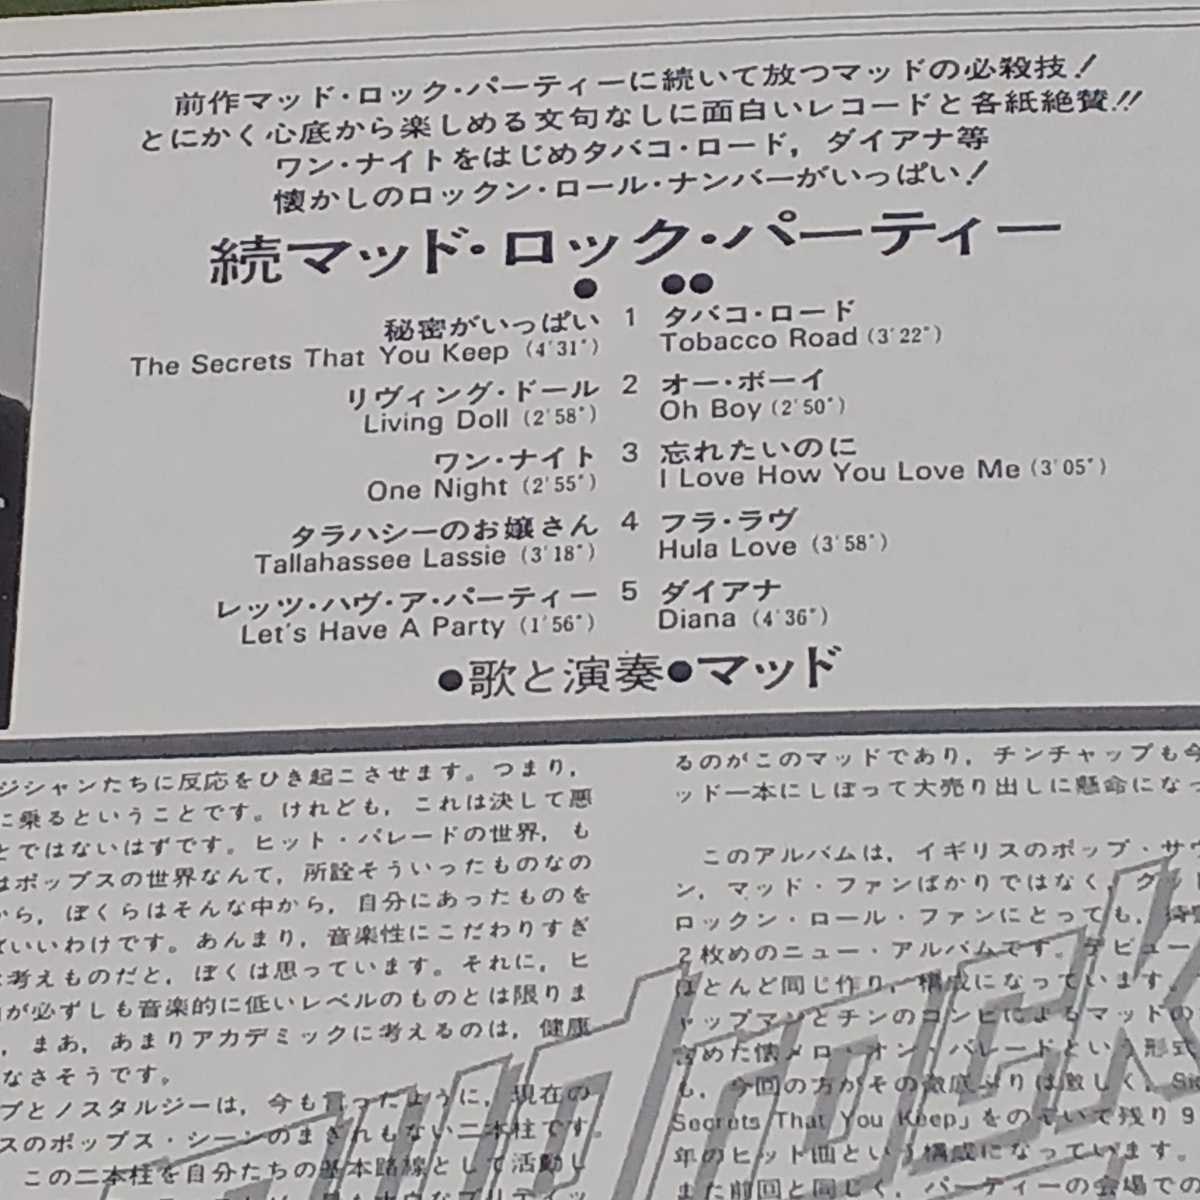 前作マッド・ロック・パーティーに続いて放つマッドの必殺技！
とにかく心底から楽しめる文句なしに面白いレコードと各紙絶賛!!
ワン・ナイトをはじめタバコ・ロード，ダイアナ等
懐かしのロックン・ロール・ナンバーがいっぱい！
続マッド・ロック・パーティー
● ●●
秘密がいっぱい 1 タバコ・ロード
The Secrets That You Keep (4'31") Tobacco Road (3'22")
リヴィング・ドール 2 オー・ボーイ
Living Doll (2'58") Oh Boy (2'50")
ワン・ナイト 3 忘れたいのに
One Night (2'55") I Love How You Love Me (3'05")
タラハシーのお嬢さん 4 フラ・ラヴ
Tallahassee Lassie (3'18") Hula Love (3'58")
レッツ・ハヴ・ア・パーティー 5 ダイアナ
Let's Have A Party (1'56") Diana (4'36")
●歌と演奏●マッド
ジシャンたちに反応をひき起こさせます。つまり，
に乗るということです。けれども，これは決して悪
とではないはずです。ヒット・パレードの世界，も
はポップスの世界なんて，所詮そういったものなの
から，ぼくらはそんな中から，自分にあったものを
ばいいわけです。あんまり，音楽性にこだわりすぎ
考えものだと，ぼくは思っています。それに，ヒ
が必ずしも音楽的に低いレベルのものとは限りま
，まあ，あまりアカデミックに考えるのは，健康
なさそうです。
プとノスタルジーは，今も言ったように，現在の
スのポップス・シーンのまぎれもない二本柱です。
この二本柱を自分たちの基本路線として活動し
るのがこのマッドであり，チンチャップも今
ッド一本にしぼって大売り出しに懸命になっ
このアルバムは，イギリスのポップ・サウ
ン，マッド・ファンばかりではなく，グッド
ロックン・ロール・ファンにとっても，待
2枚めのニュー・アルバムです。デビュー
ほとんど同じ作り，構成になっています。
ャップマンとチンのコンビによるマッドの
含めた懐メロ・オン・パレードという形式
も，今回の方がその徹底ぶりは激しく，
Secrets That You Keep」をのぞいて残り9
年のヒット曲という構成になっています。
また前回と同じく，パーティーの会場での